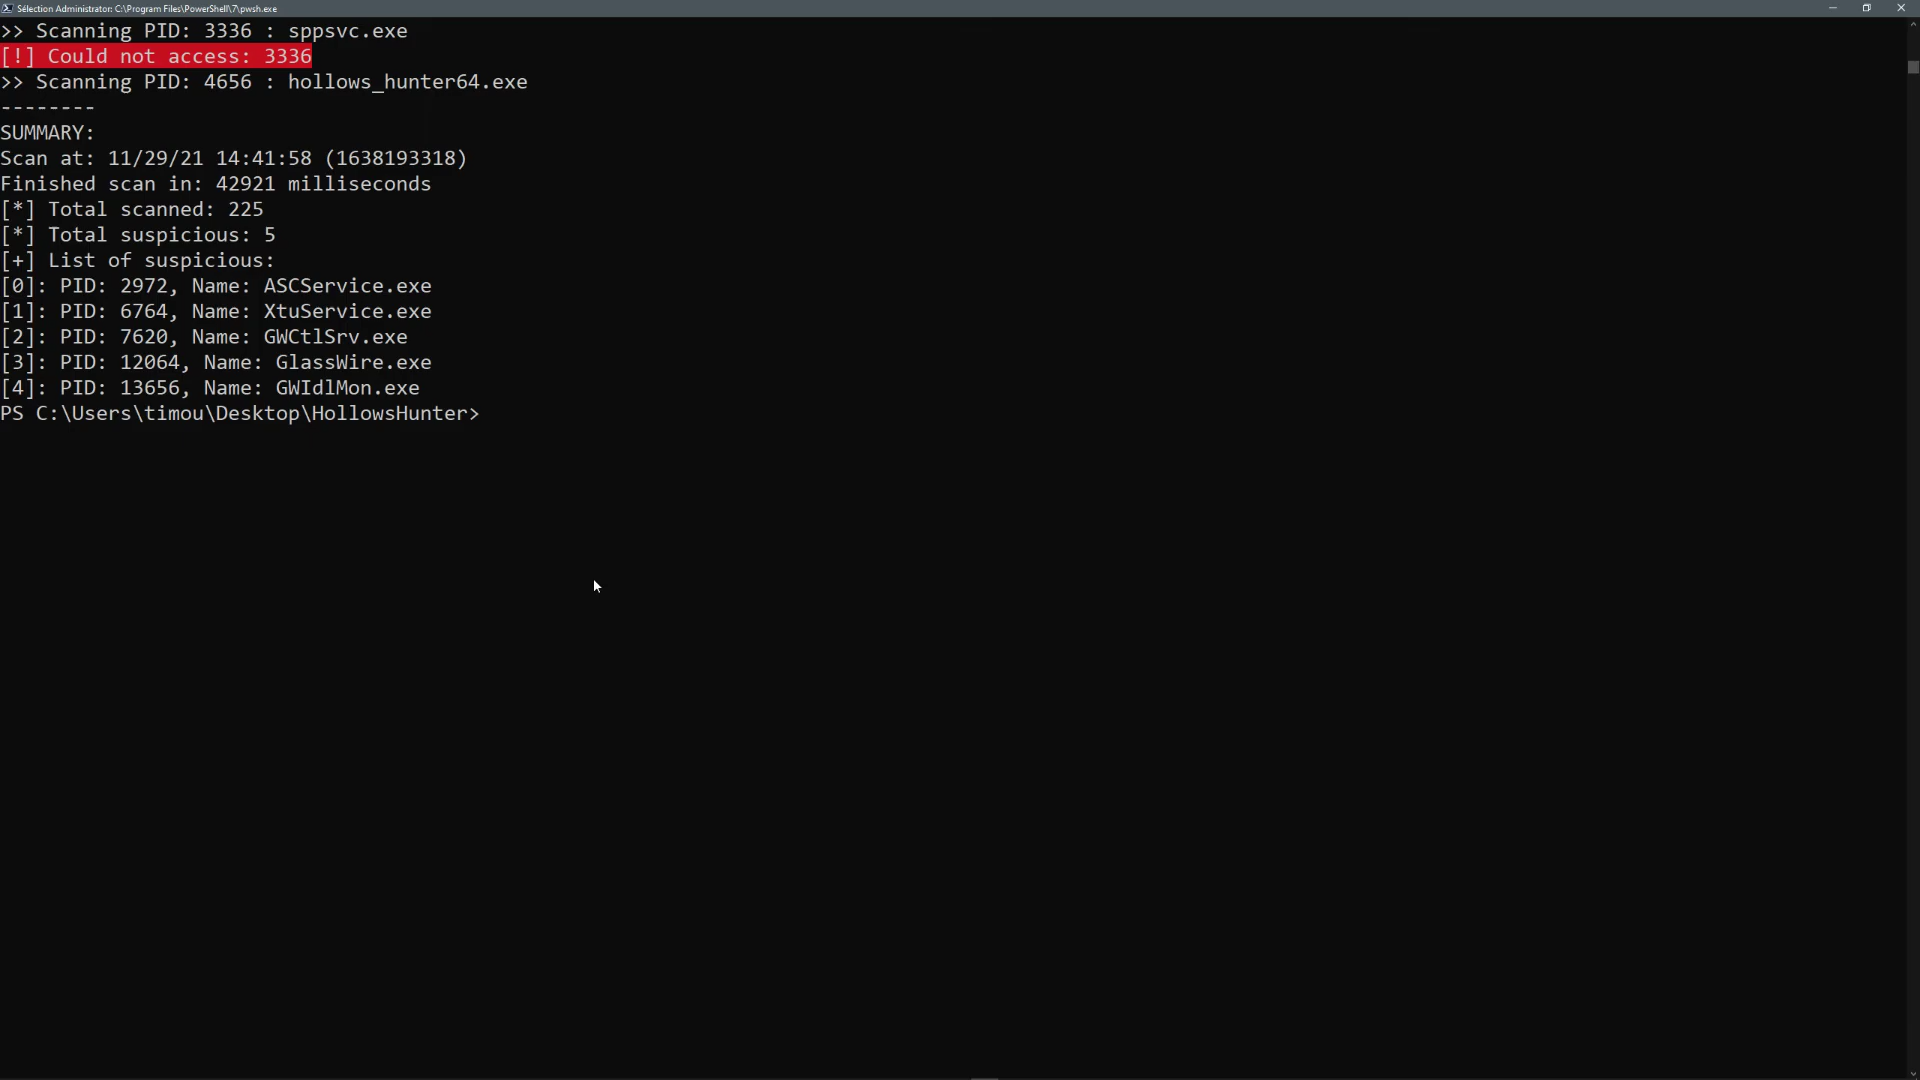 Sélection Administrator: C:\Program Files\PowerShell\7\pwsh.exe
>> Scanning PID: 3336 : sppsvc.exe
[!] Could not access: 3336
>> Scanning PID: 4656 : hollows_hunter64.exe
--------
SUMMARY:
Scan at: 11/29/21 14:41:58 (1638193318)
Finished scan in: 42921 milliseconds
[*] Total scanned: 225
[*] Total suspicious: 5
[+] List of suspicious:
[0]: PID: 2972, Name: ASCService.exe
[1]: PID: 6764, Name: XtuService.exe
[2]: PID: 7620, Name: GWCtlSrv.exe
[3]: PID: 12064, Name: GlassWire.exe
[4]: PID: 13656, Name: GWIdlMon.exe
PS C:\Users\timou\Desktop\HollowsHunter>